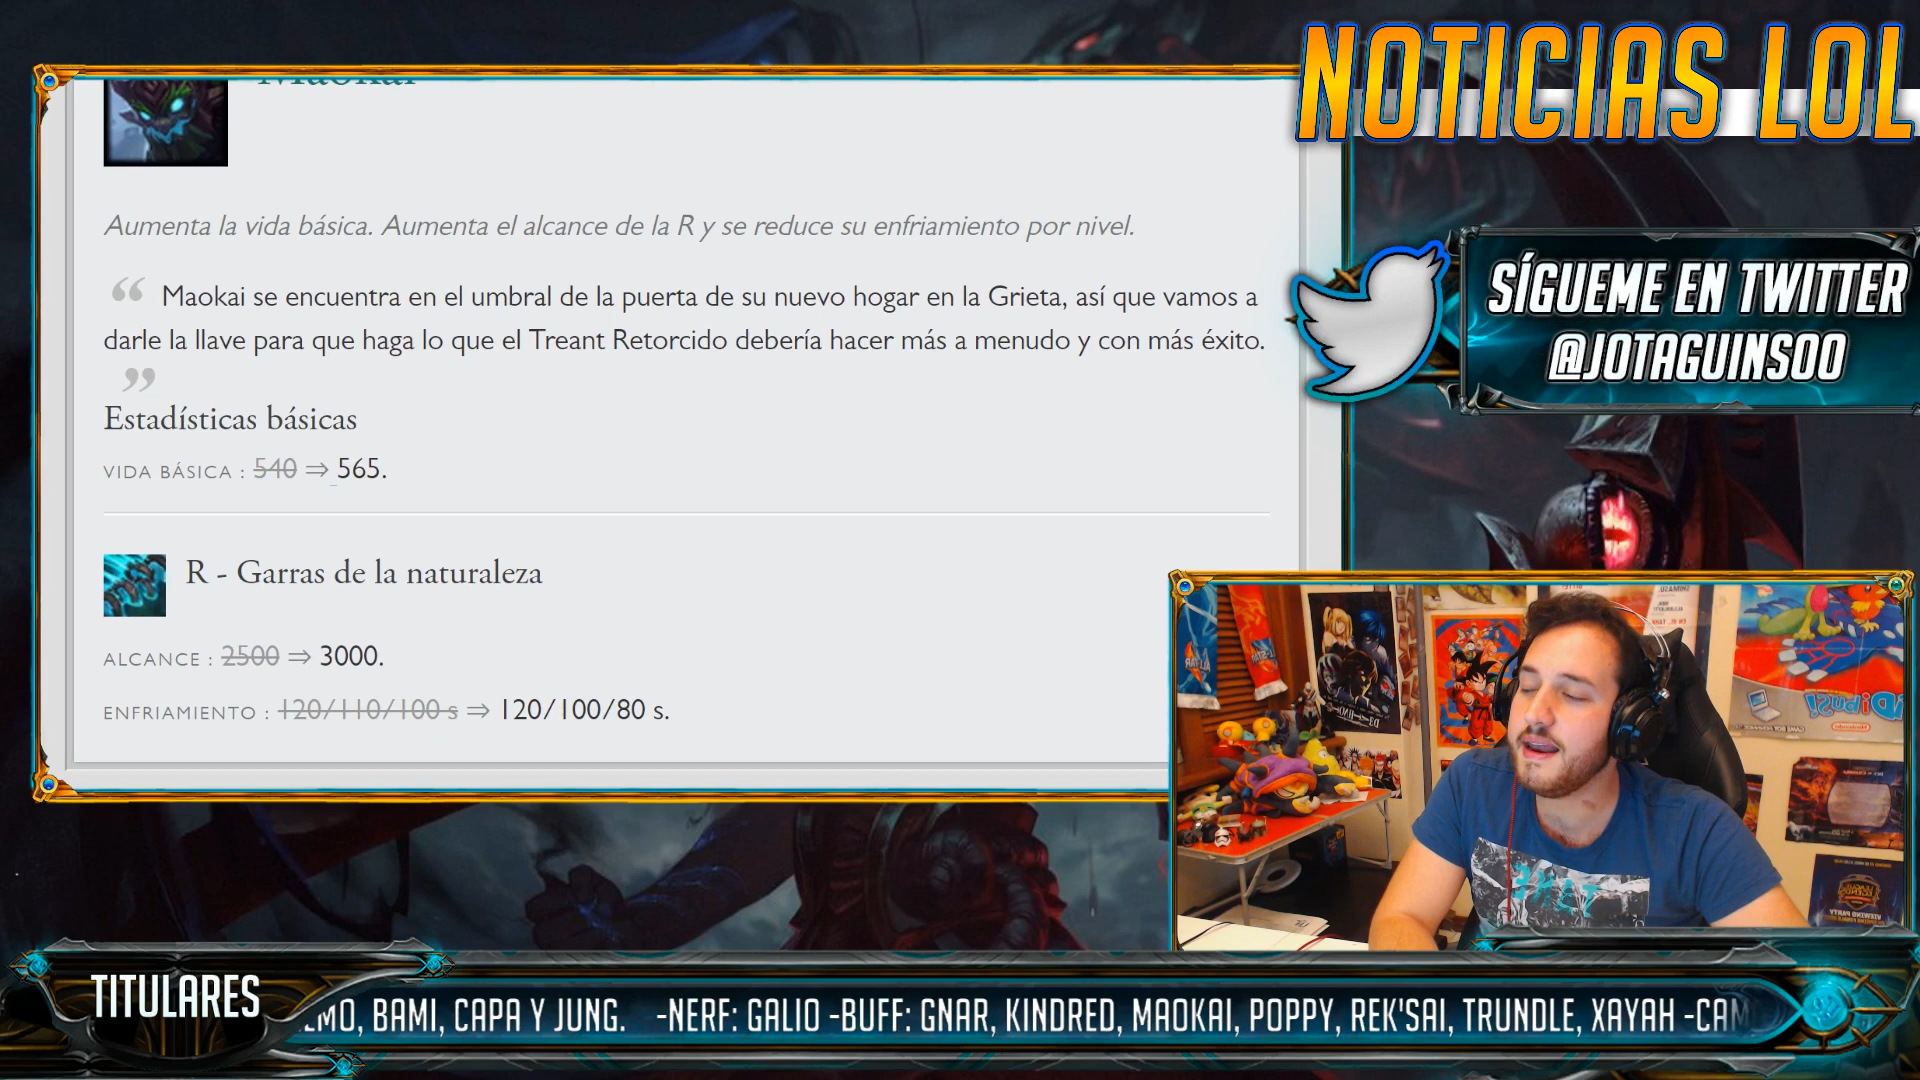 NOTICIAS LOL
Maokai
Aumenta la vida básica. Aumenta el alcance de la R y se reduce su enfriamiento por nivel.
“ Maokai se encuentra en el umbral de la puerta de su nuevo hogar en la Grieta, así que vamos a
darle la llave para que haga lo que el Treant Retorcido debería hacer más a menudo y con más éxito.
”
Estadísticas básicas
VIDA BÁSICA : 540 ⇒ 565.
R - Garras de la naturaleza
ALCANCE : 2500 ⇒ 3000.
ENFRIAMIENTO : 120/110/100 s ⇒ 120/100/80 s.
SÍGUEME EN TWITTER
@JOTAGUINSOO
TITULARES
MO, BAMI, CAPA Y JUNG. -NERF: GALIO -BUFF: GNAR, KINDRED, MAOKAI, POPPY, REK'SAI, TRUNDLE, XAYAH -CAM